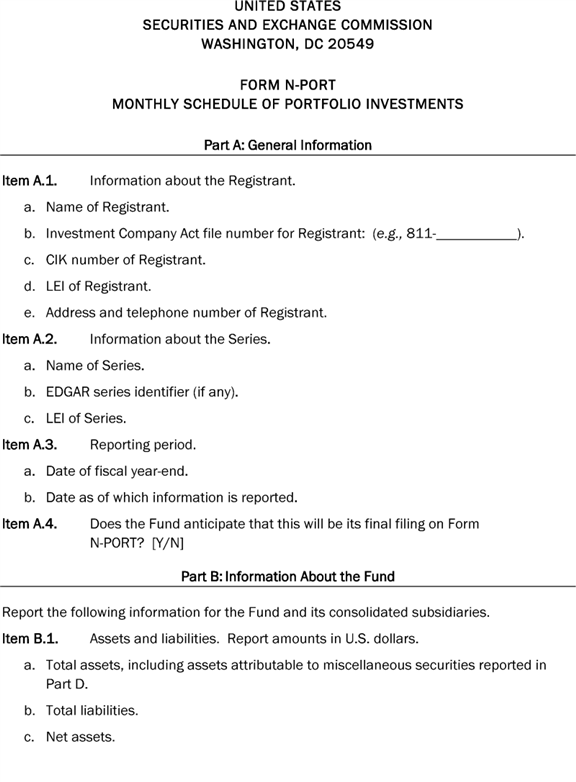 UNITED STATES
SECURITIES AND EXCHANGE COMMISSION
WASHINGTON, DC 20549
FORM N-PORT
MONTHLY SCHEDULE OF PORTFOLIO INVESTMENTS
Part A: General Information
Item A.1. Information about the Registrant.
a. Name of Registrant.
b. Investment Company Act file number for Registrant: (e.g., 811-___________).
c. CIK number of Registrant.
d. LEI of Registrant.
e. Address and telephone number of Registrant.
Item A.2. Information about the Series.
a. Name of Series.
b. EDGAR series identifier (if any).
c. LEI of Series.
Item A.3. Reporting period.
a. Date of fiscal year-end.
b. Date as of which information is reported.
Item A.4. Does the Fund anticipate that this will be its final filing on Form
N-PORT? [Y/N]
Part B: Information About the Fund
Report the following information for the Fund and its consolidated subsidiaries.
Item B.1. Assets and liabilities. Report amounts in U.S. dollars.
a. Total assets, including assets attributable to miscellaneous securities reported in
Part D.
b. Total liabilities.
c. Net assets.